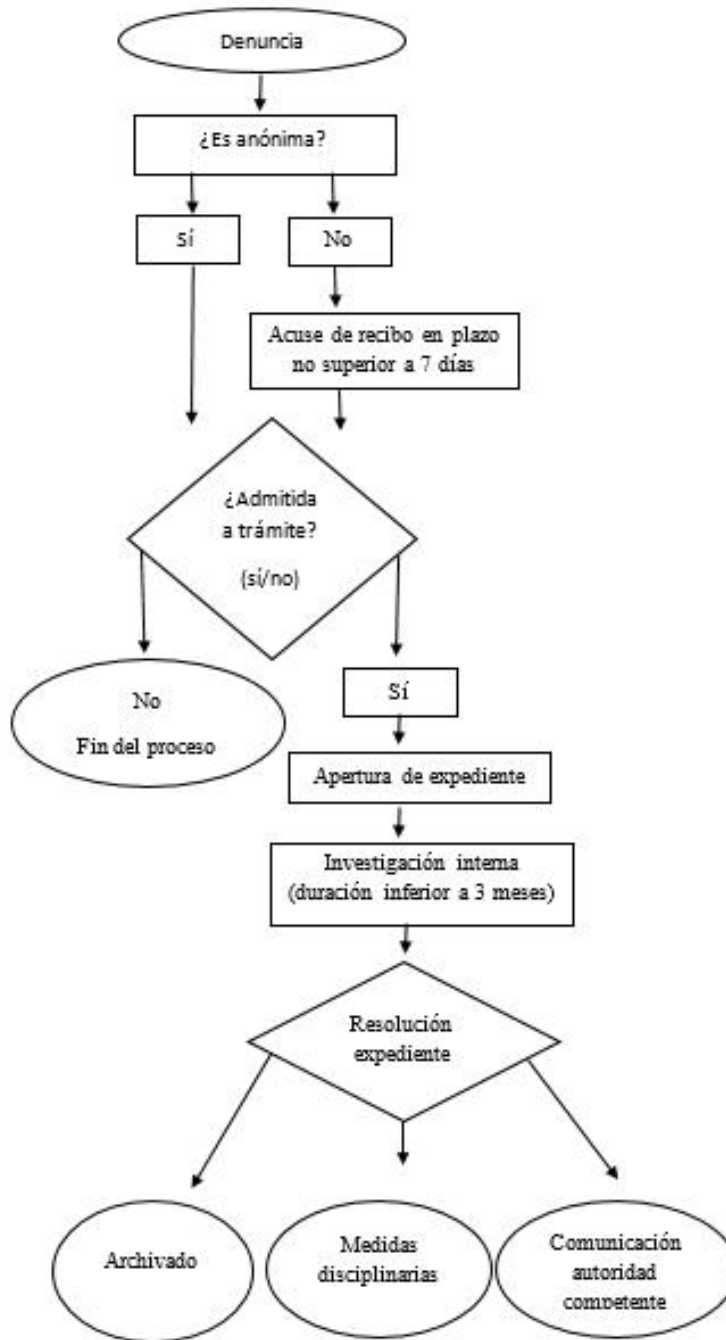 Denuncia
¿Es anónima?
Sí
No
Acuse de recibo en plazo
no superior a 7 días
¿Admitida
a trámite?
(sí/no)
No
Fin del proceso
Sí
Apertura de expediente
Investigación interna
(duración inferior a 3 meses)
Resolución
expediente
Archivado
Medidas
disciplinarias
Comunicación
autoridad
competente